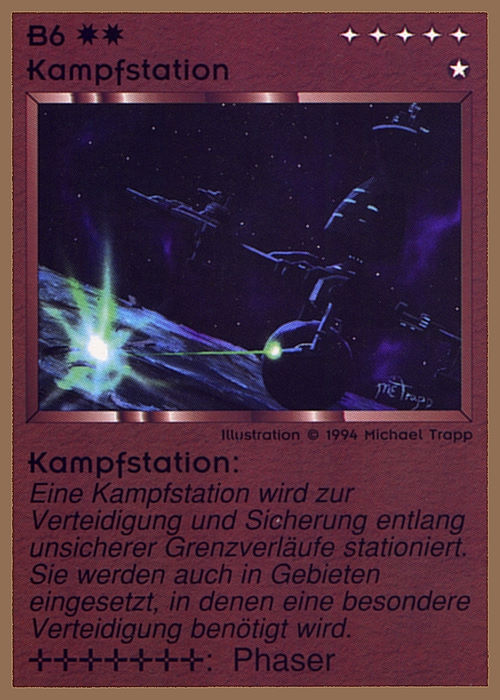 B6 ✷✷ ✦ ✦ ✦ ✦ ✦
Kampfstation ★
McTrapp
Illustration © 1994 Michael Trapp
Kampfstation:
Eine Kampfstation wird zur
Verteidigung und Sicherung entlang
unsicherer Grenzverläufe stationiert.
Sie werden auch in Gebieten
eingesetzt, in denen eine besondere
Verteidigung benötigt wird.
✢✢✢✢✢✢✢: Phaser